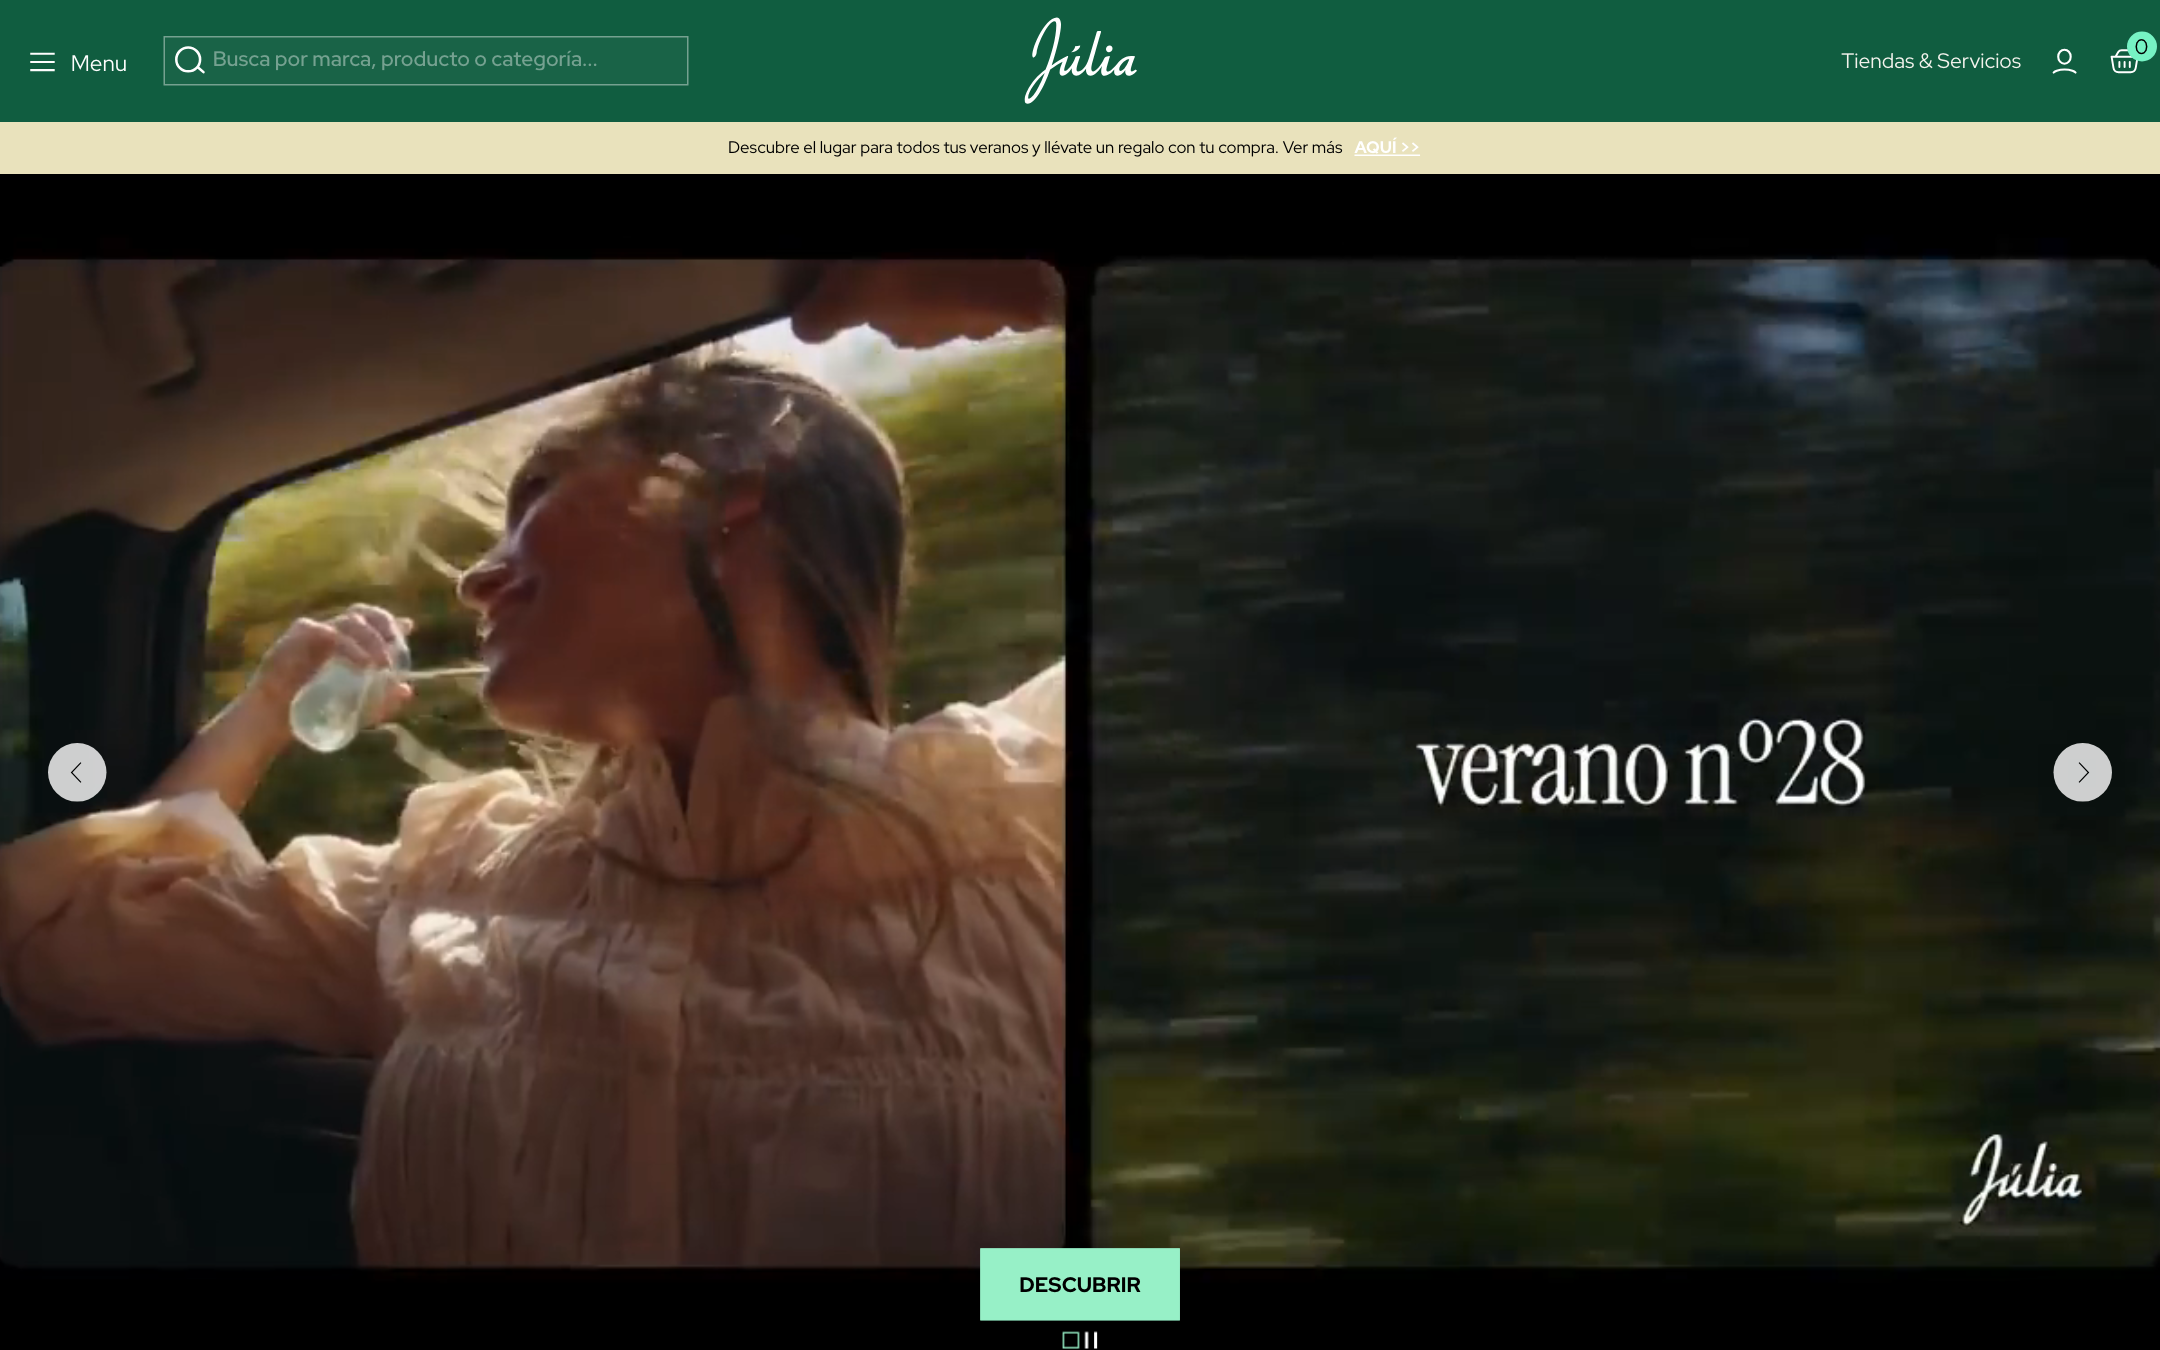 Menu
Busca por marca, producto o categoría...
Júlia
Tiendas & Servicios
0
Descubre el lugar para todos tus veranos y llévate un regalo con tu compra. Ver más AQUÍ >>
verano nº28
Júlia
DESCUBRIR